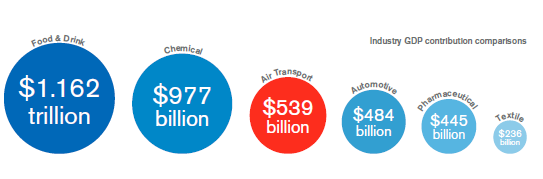 Industry GDP contribution comparisons
Food & Drink
$1.162
trillion
Chemical
$977
billion
Air Transport
$539
billion
Automotive
$484
billion
Pharmaceutical
$445
billion
Textile
$236
billion